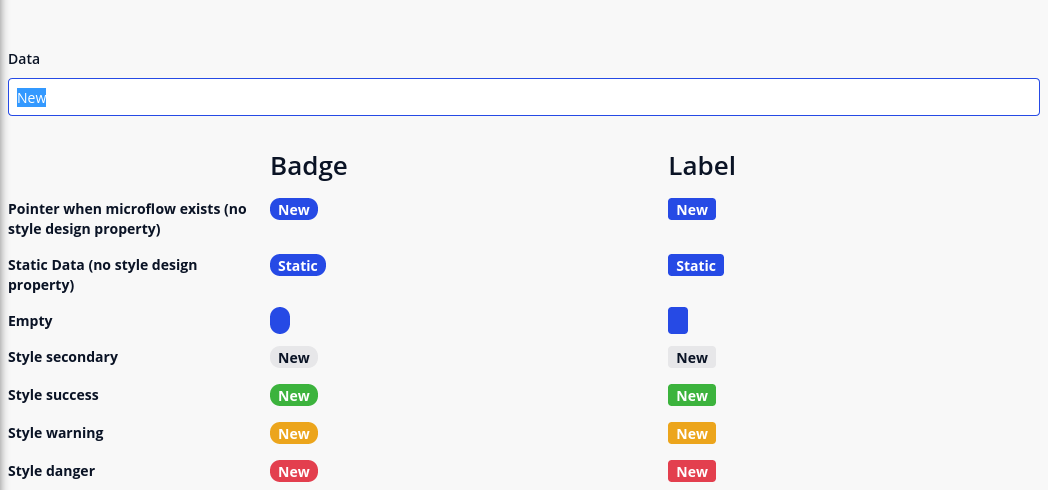 Data
New
Badge Label
Pointer when microflow exists (no New New
style design property)
Static Data (no style design Static Static
property)
Empty
Style secondary New New
Style success New New
Style warning New New
Style danger New New